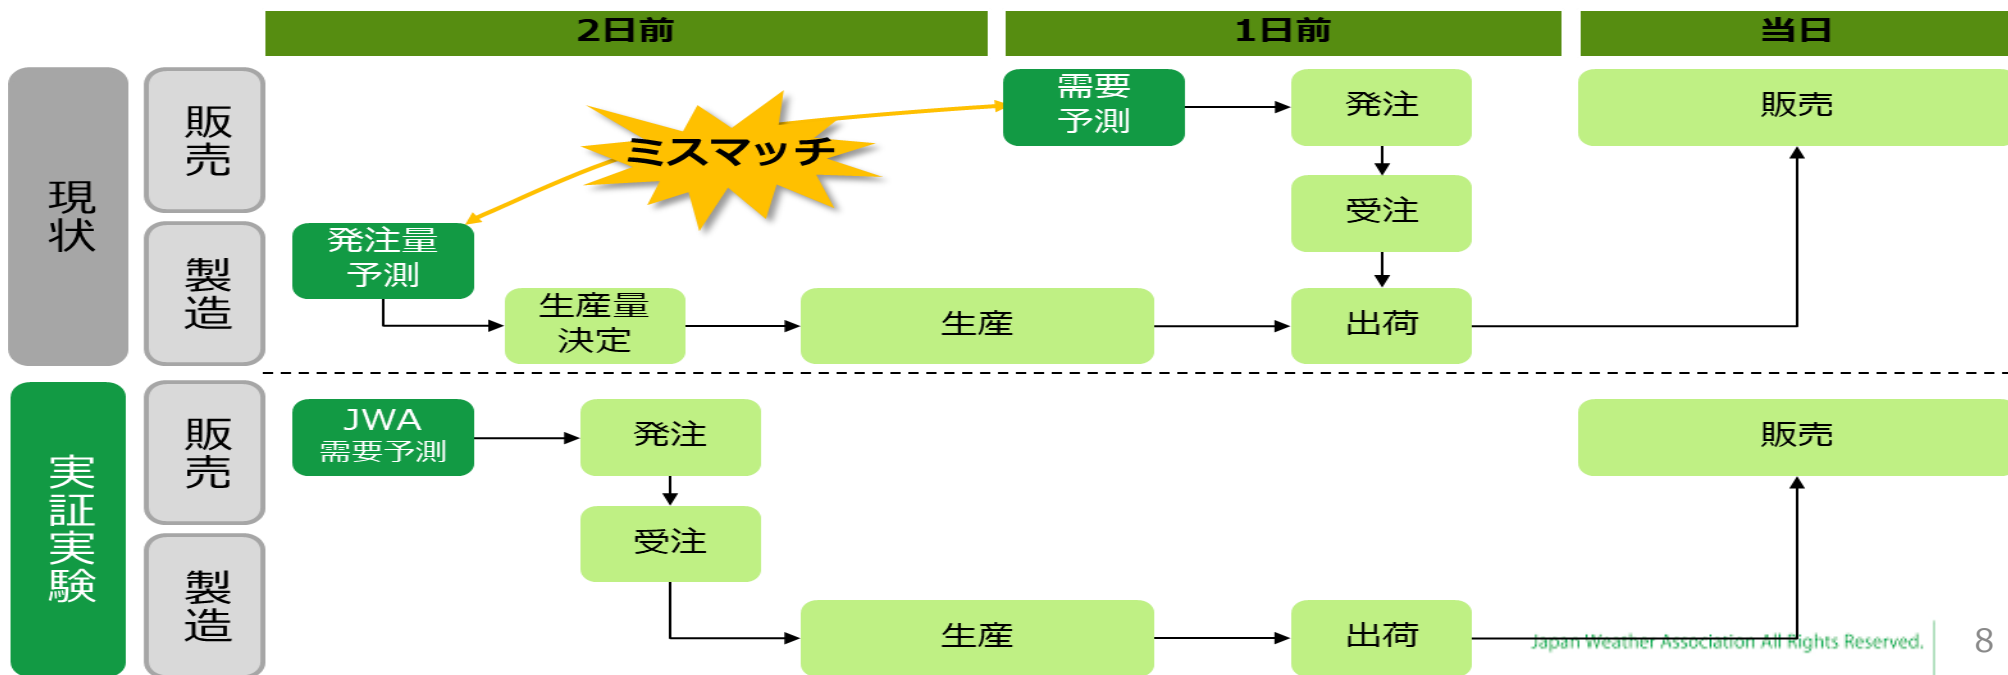 2日前
1日前
当日
現状
販売
需要
予測
発注
販売
ミスマッチ
受注
製造
発注量
予測
生産量
決定
生産
出荷
実証実験
販売
JWA
需要予測
発注
販売
受注
製造
生産
出荷
Japan Weather Association All Rights Reserved.
8